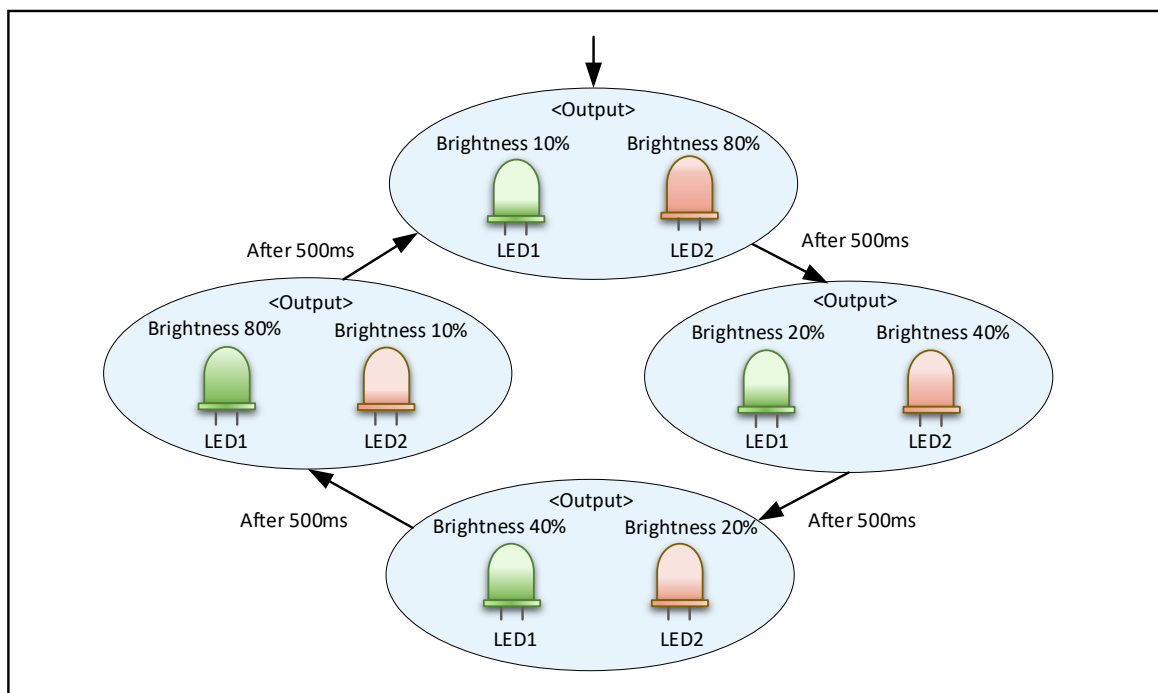 <Output>
Brightness 10% Brightness 80%
LED1 LED2
After 500ms
After 500ms
<Output>
Brightness 80% Brightness 10%
LED1 LED2
<Output>
Brightness 20% Brightness 40%
LED1 LED2
After 500ms
After 500ms
<Output>
Brightness 40% Brightness 20%
LED1 LED2